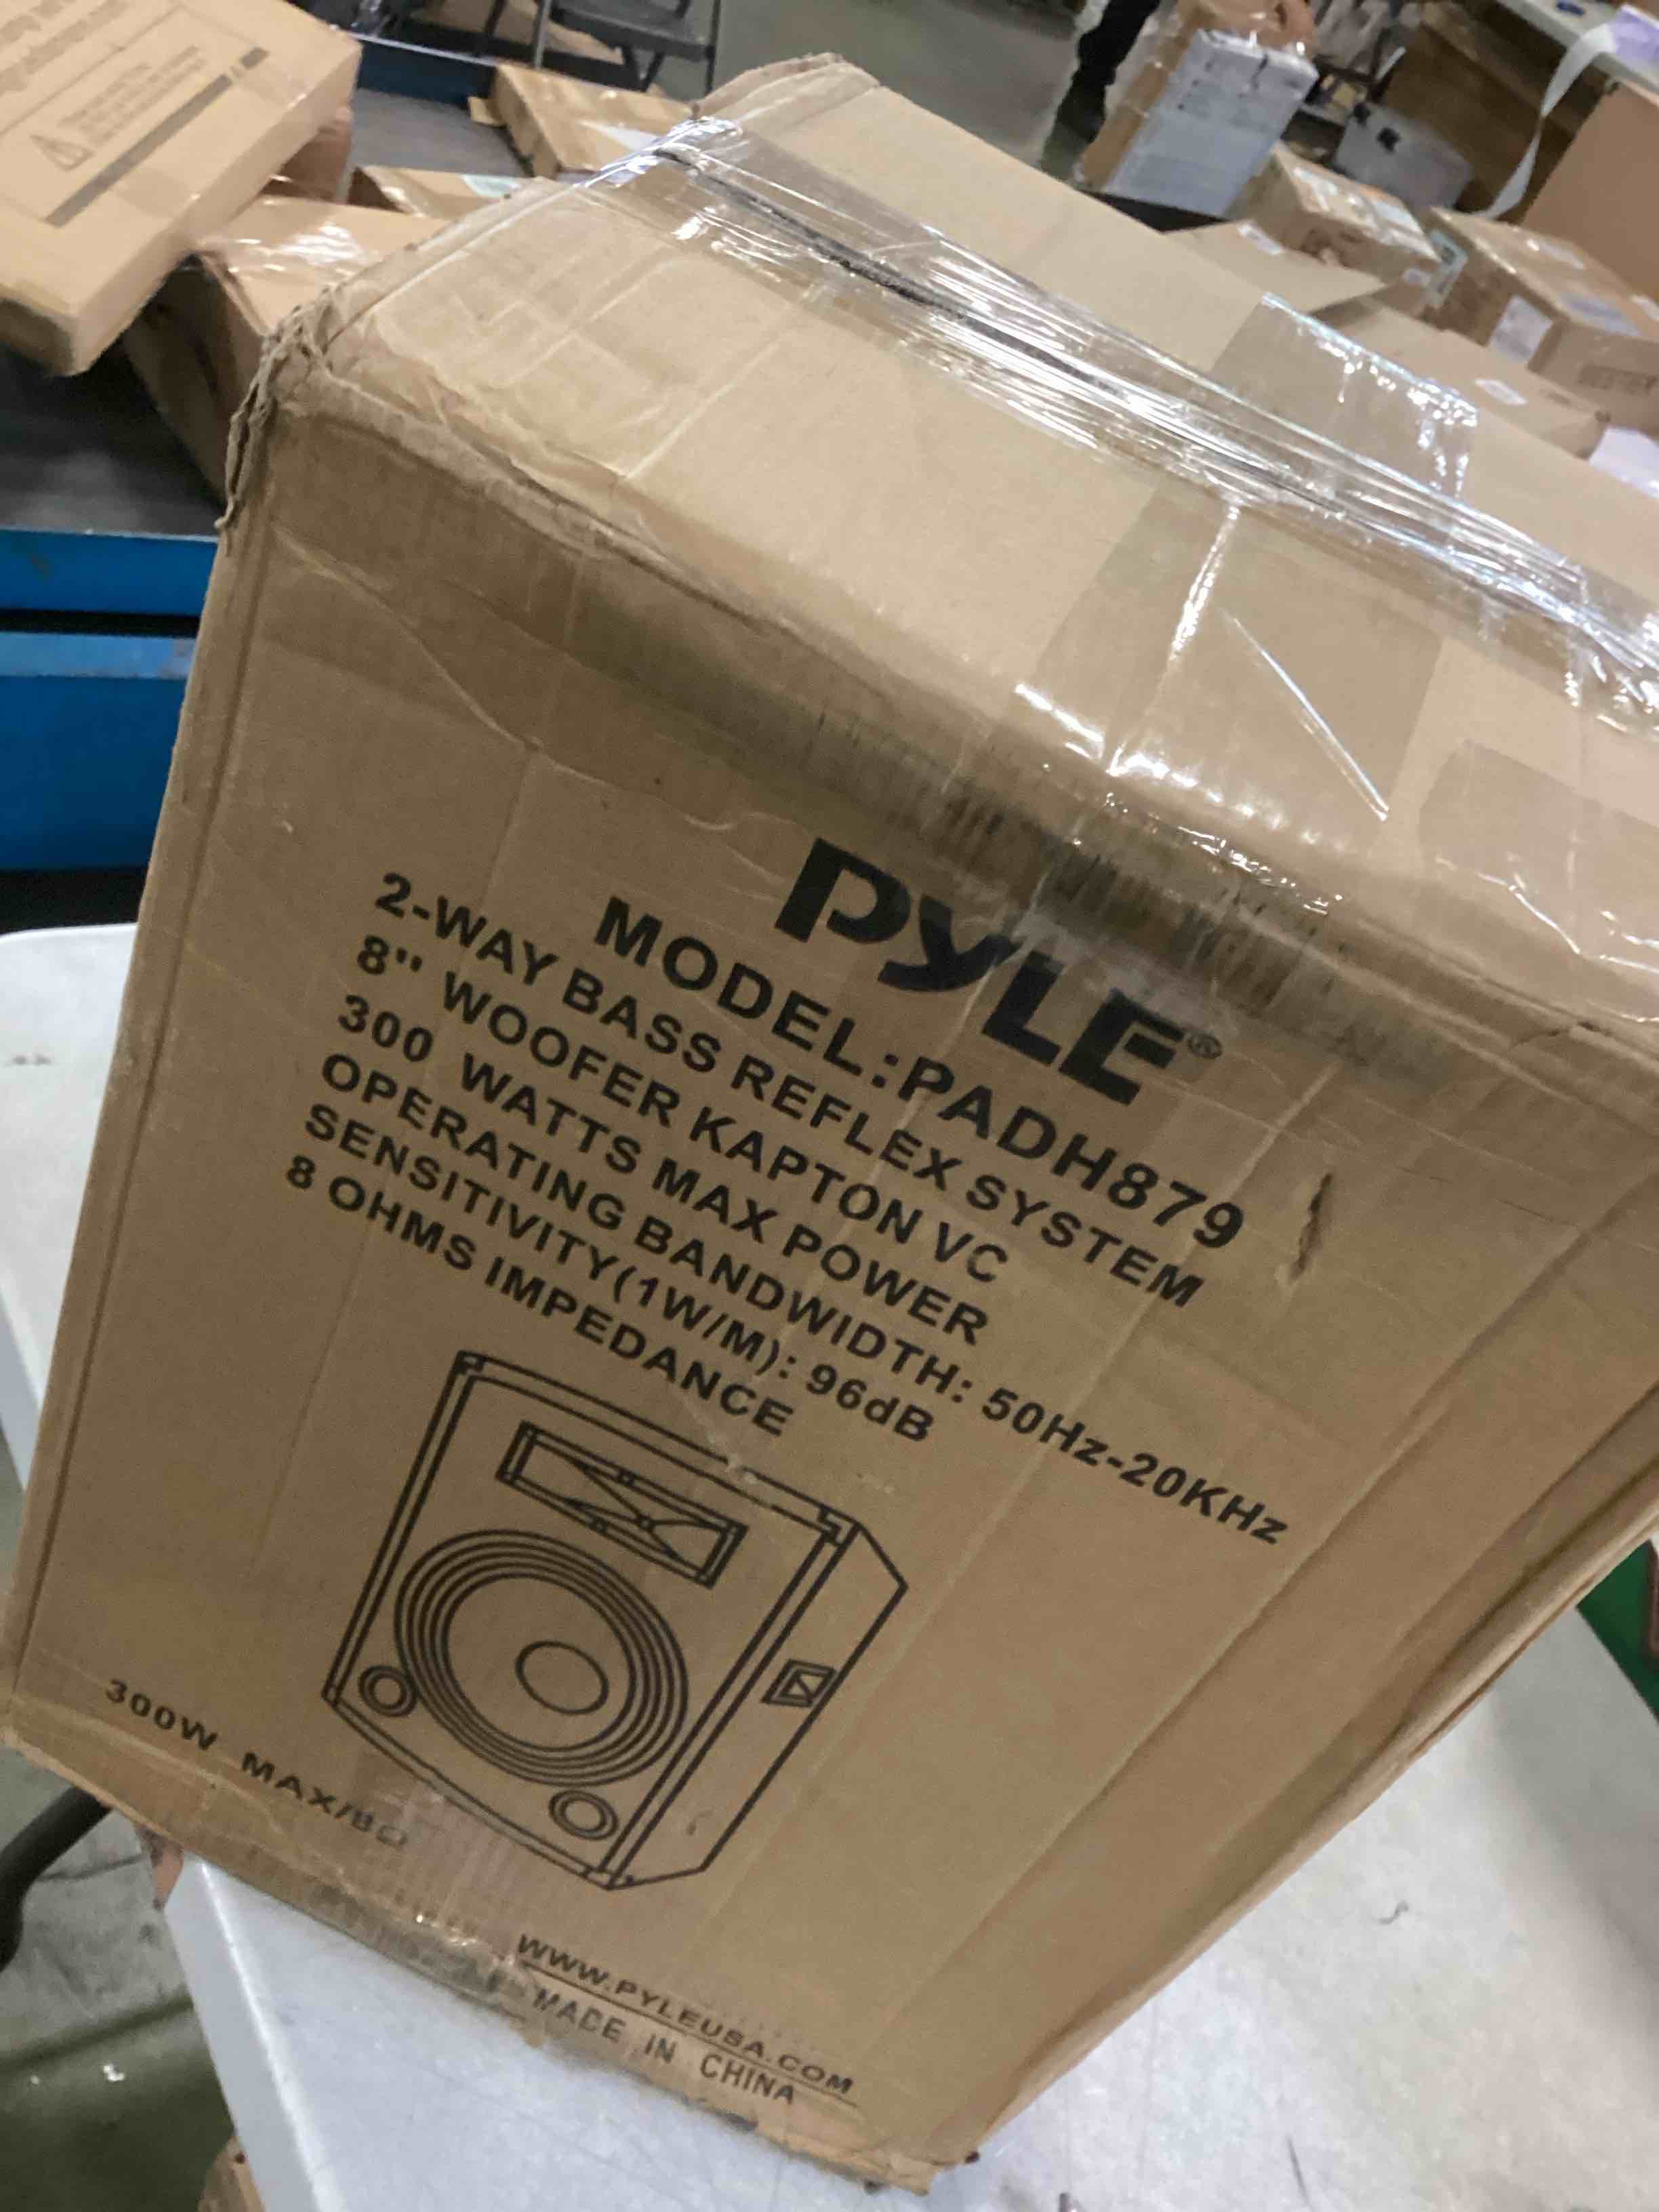 PYLE®
MODEL:PADH879
2-WAY BASS REFLEX SYSTEM
8" WOOFER KAPTON VC
300 WATTS MAX POWER
OPERATING BANDWIDTH: 50Hz-20KHz
SENSITIVITY(1W/M): 96dB
8 OHMS IMPEDANCE
300W MAX/8Ω
WWW.PYLEUSA.COM
MADE IN CHINA